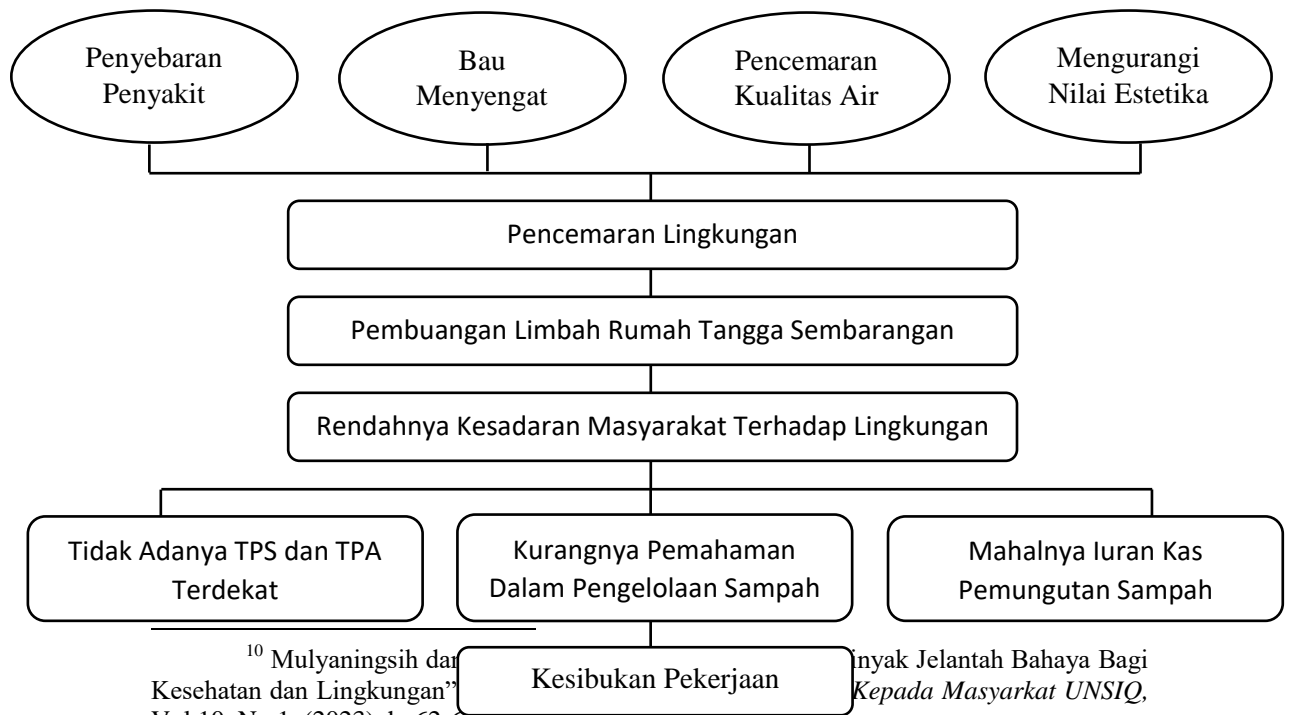 Penyebaran
Penyakit
Bau
Menyengat
Pencemaran
Kualitas Air
Mengurangi
Nilai Estetika
Pencemaran Lingkungan
Pembuangan Limbah Rumah Tangga Sembarangan
Rendahnya Kesadaran Masyarakat Terhadap Lingkungan
Tidak Adanya TPS dan TPA
Terdekat
Kurangnya Pemahaman
Dalam Pengelolaan Sampah
Mahalnya Iuran Kas
Pemungutan Sampah
Kesibukan Pekerjaan
10 Mulyaningsih dan inyak Jelantah Bahaya Bagi
Kesehatan dan Lingkungan” Kepada Masyarkat UNSIQ,